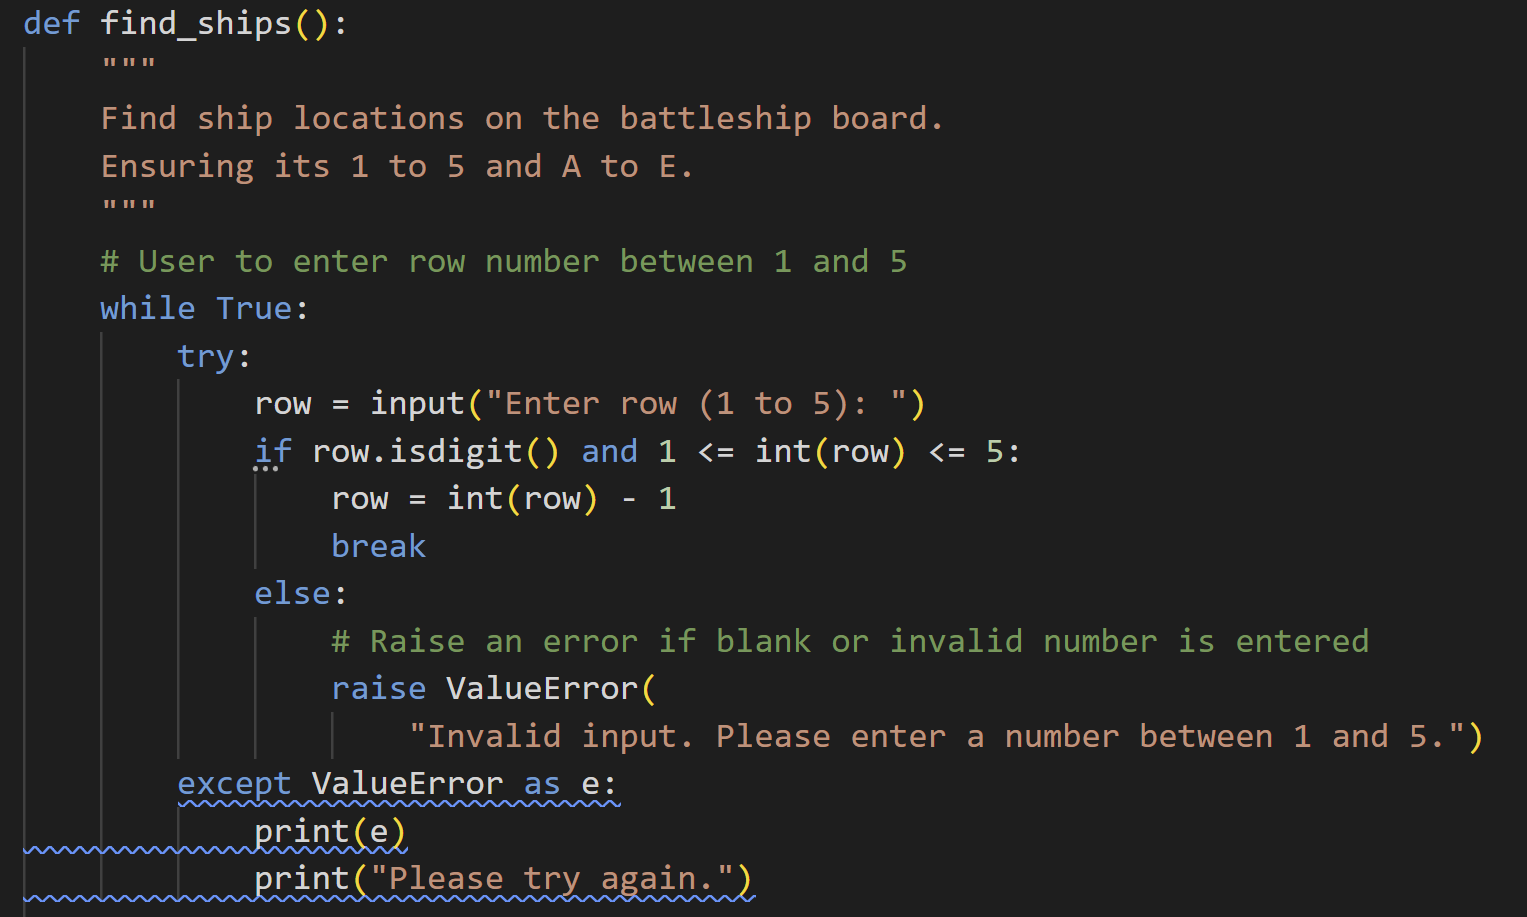 def find_ships():
    """
    Find ship locations on the battleship board.
    Ensuring its 1 to 5 and A to E.
    """
    # User to enter row number between 1 and 5
    while True:
        try:
            row = input("Enter row (1 to 5): ")
            if row.isdigit() and 1 <= int(row) <= 5:
                row = int(row) - 1
                break
            else:
                # Raise an error if blank or invalid number is entered
                raise ValueError(
                    "Invalid input. Please enter a number between 1 and 5.")
        except ValueError as e:
            print(e)
            print("Please try again.")